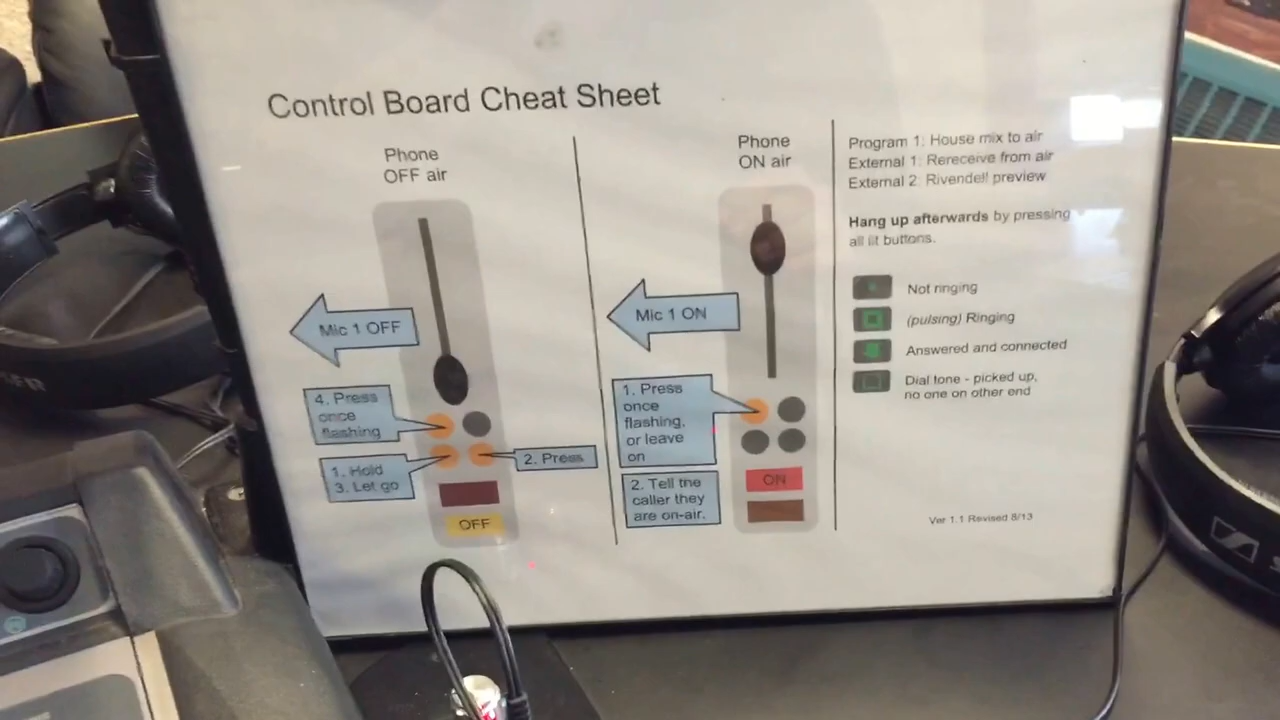 Control Board Cheat Sheet
Phone
OFF air
Mic 1 OFF
4. Press
once
flashing
1. Hold
3. Let go
2. Press
OFF
Phone
ON air
Mic 1 ON
1. Press
once
flashing,
or leave
on
2. Tell the
caller they
are on-air.
ON
Program 1: House mix to air
External 1: Rereceive from air
External 2: Rivendell preview
Hang up afterwards by pressing
all lit buttons.
Not ringing
(pulsing) Ringing
Answered and connected
Dial tone - picked up,
no one on other end
Ver 1.1 Revised 8/13